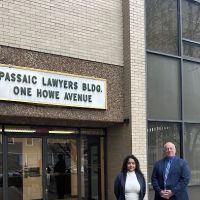 PASSAIC LAWYERS BLDG.
ONE HOWE AVENUE